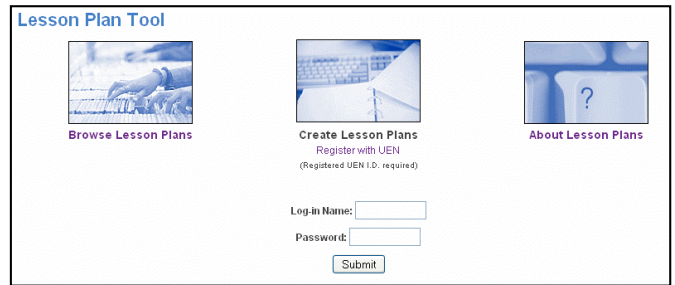 Lesson Plan Tool
?
Browse Lesson Plans
Create Lesson Plans
About Lesson Plans
Register with UEN
(Registered UEN I.D. required)
Log-in Name:
Password:
Submit